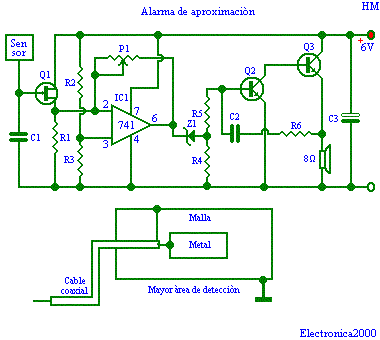 Alarma de aproximaciòn
HM
Sen
sor
P1
Q3
+
6V
Q1
R2
Q2
IC1
2
7
741
6
3
4
R5
Z1
C2
R6
C3
C1
R1
R3
R4
8Ω
Malla
Metal
Cable
coaxial
Mayor àrea de detecciòn
Electronica2000